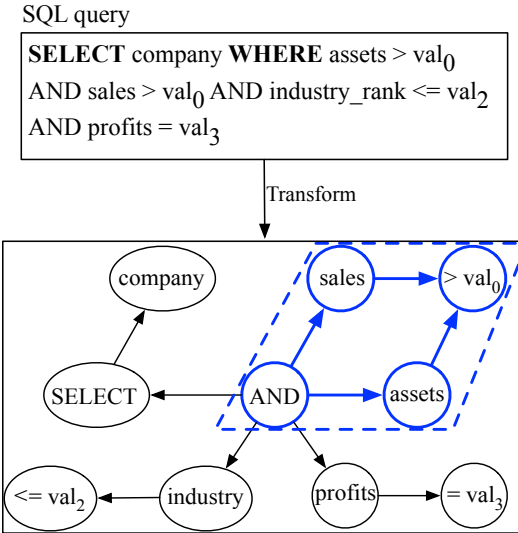 SQL query
SELECT company WHERE assets > val0
AND sales > val0 AND industry_rank <= val2
AND profits = val3
Transform
company
sales
> val0
SELECT
AND
assets
<= val2
industry
profits
= val3